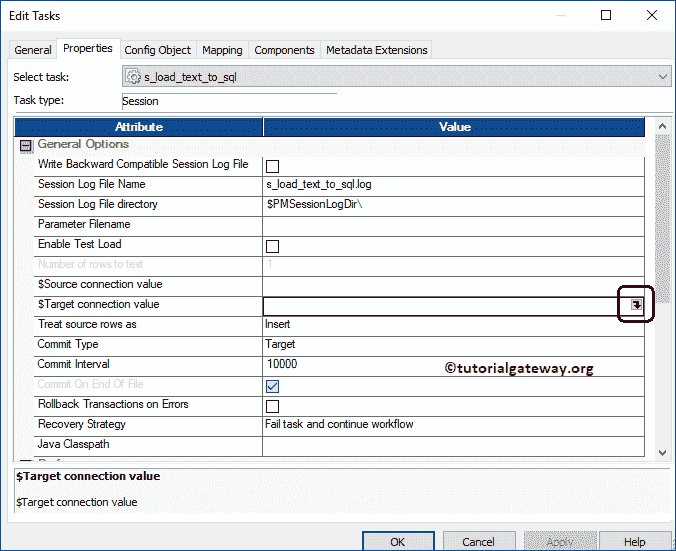 Edit Tasks
General Properties Config Object Mapping Components Metadata Extensions
Select task: s_load_text_to_sql
Task type: Session
Attribute Value
General Options
Write Backward Compatible Session Log File
Session Log File Name s_load_text_to_sql.log
Session Log File directory $PMSessionLogDir\
Parameter Filename
Enable Test Load
Number of rows to test 1
$Source connection value
$Target connection value
Treat source rows as Insert
Commit Type Target
Commit Interval 10000
©tutorialgateway.org
Commit On End Of File
Rollback Transactions on Errors
Recovery Strategy Fail task and continue workflow
Java Classpath
$Target connection value
$Target connection value
OK Cancel Apply Help